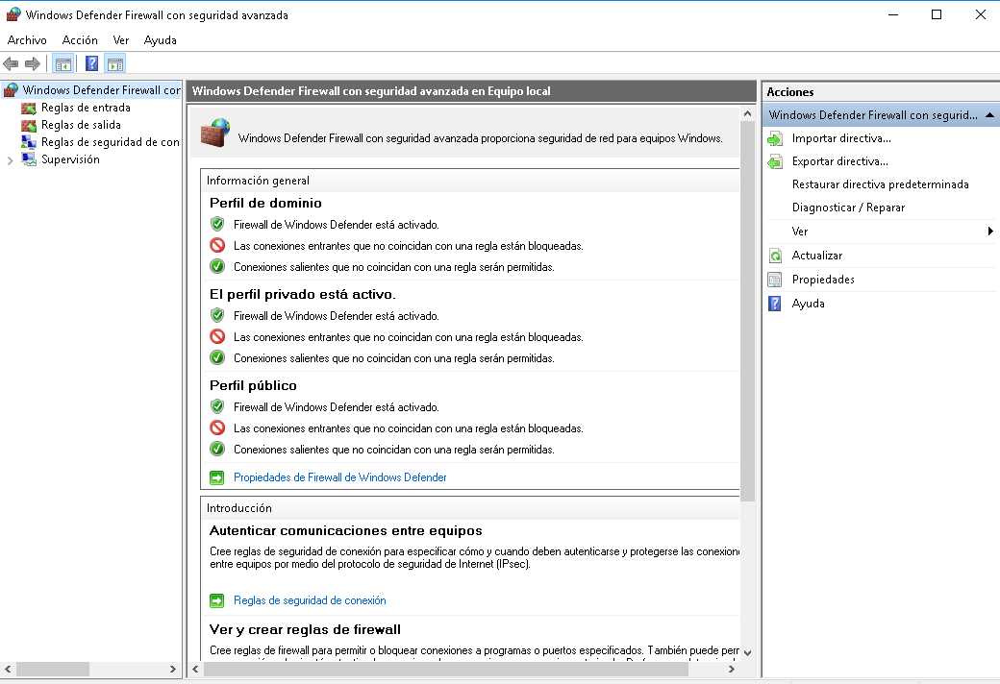 Windows Defender Firewall con seguridad avanzada
Archivo Acción Ver Ayuda
Windows Defender Firewall cor
Reglas de entrada
Reglas de salida
Reglas de seguridad de con
Supervisión
Windows Defender Firewall con seguridad avanzada en Equipo local
Windows Defender Firewall con seguridad avanzada proporciona seguridad de red para equipos Windows.
Información general
Perfil de dominio
Firewall de Windows Defender está activado.
Las conexiones entrantes que no coincidan con una regla están bloqueadas.
Conexiones salientes que no coincidan con una regla serán permitidas.
El perfil privado está activo.
Firewall de Windows Defender está activado.
Las conexiones entrantes que no coincidan con una regla están bloqueadas.
Conexiones salientes que no coincidan con una regla serán permitidas.
Perfil público
Firewall de Windows Defender está activado.
Las conexiones entrantes que no coincidan con una regla están bloqueadas.
Conexiones salientes que no coincidan con una regla serán permitidas.
Propiedades de Firewall de Windows Defender
Introducción
Autenticar comunicaciones entre equipos
Cree reglas de seguridad de conexión para especificar cómo y cuando deben autenticarse y protegerse las conexione
entre equipos por medio del protocolo de seguridad de Internet (IPsec).
Reglas de seguridad de conexión
Ver y crear reglas de firewall
Cree reglas de firewall para permitir o bloquear conexiones a programas o puertos especificados. También puede perr
Acciones
Windows Defender Firewall con segurid...
Importar directiva...
Exportar directiva...
Restaurar directiva predeterminada
Diagnosticar / Reparar
Ver
Actualizar
Propiedades
Ayuda